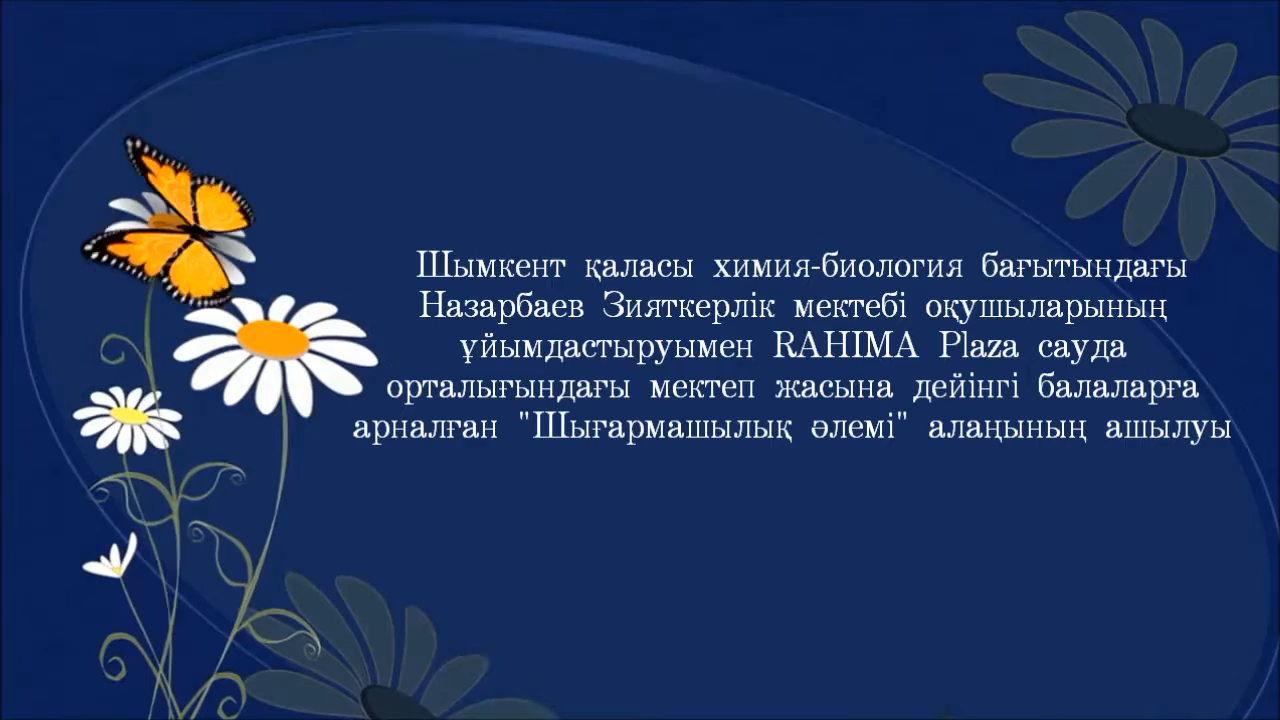 Шымкент қаласы химия-биология бағытындағы
Назарбаев Зияткерлік мектебі оқушыларының
ұйымдастыруымен RAHIMA Plaza сауда
орталығындағы мектеп жасына дейінгі балаларға
арналған "Шығармашылық әлемі" алаңының ашылуы